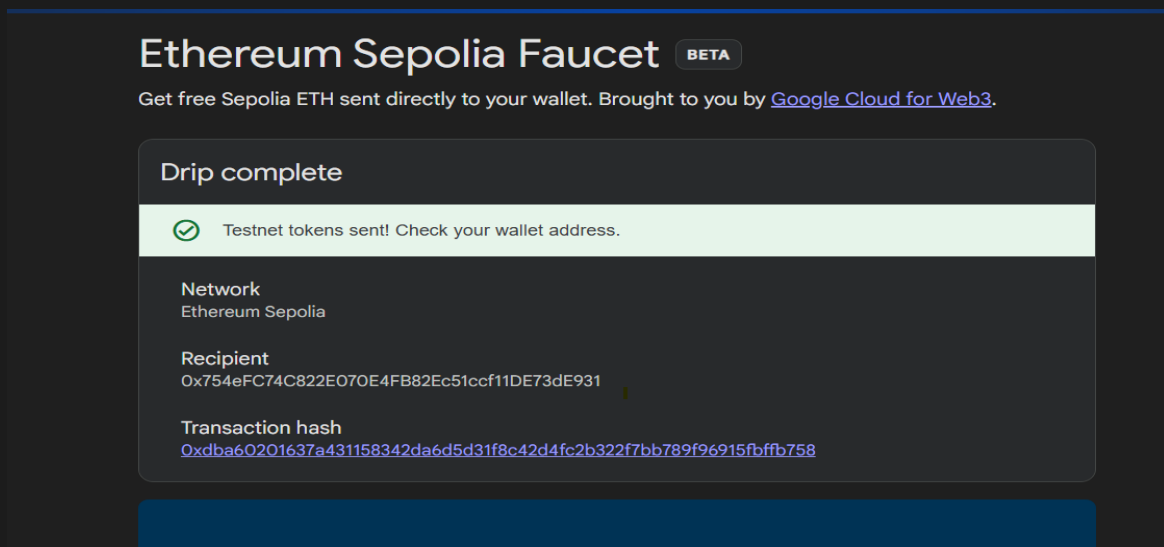 Ethereum Sepolia Faucet BETA
Get free Sepolia ETH sent directly to your wallet. Brought to you by Google Cloud for Web3.
Drip complete
Testnet tokens sent! Check your wallet address.
Network
Ethereum Sepolia
Recipient
0x754eFC74C822E070E4FB82Ec51ccf11DE73dE931
Transaction hash
0xdba60201637a431158342da6d5d31f8c42d4fc2b322f7bb789f96915fbffb758